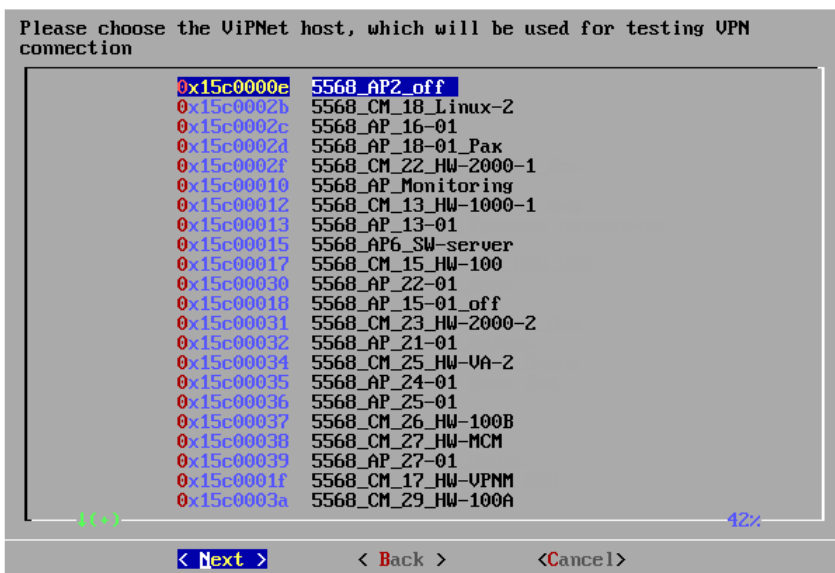 Please choose the ViPNet host, which will be used for testing VPN
connection
0x15c0000e 5568_AP2_off
0x15c0002b 5568_CM_18_Linux-2
0x15c0002c 5568_AP_16-01
0x15c0002d 5568_AP_18-01_Рак
0x15c0002f 5568_CM_22_HW-2000-1
0x15c00010 5568_AP_Monitoring
0x15c00012 5568_CM_13_HW-1000-1
0x15c00013 5568_AP_13-01
0x15c00015 5568_AP6_SW-server
0x15c00017 5568_CM_15_HW-100
0x15c00030 5568_AP_22-01
0x15c00018 5568_AP_15-01_off
0x15c00031 5568_CM_23_HW-2000-2
0x15c00032 5568_AP_21-01
0x15c00034 5568_CM_25_HW-VA-2
0x15c00035 5568_AP_24-01
0x15c00036 5568_AP_25-01
0x15c00037 5568_CM_26_HW-100B
0x15c00038 5568_CM_27_HW-MCM
0x15c00039 5568_AP_27-01
0x15c0001f 5568_CM_17_HW-VPNM
0x15c0003a 5568_CM_29_HW-100A
↓(+) 42%
< Next > < Back > <Cancel>